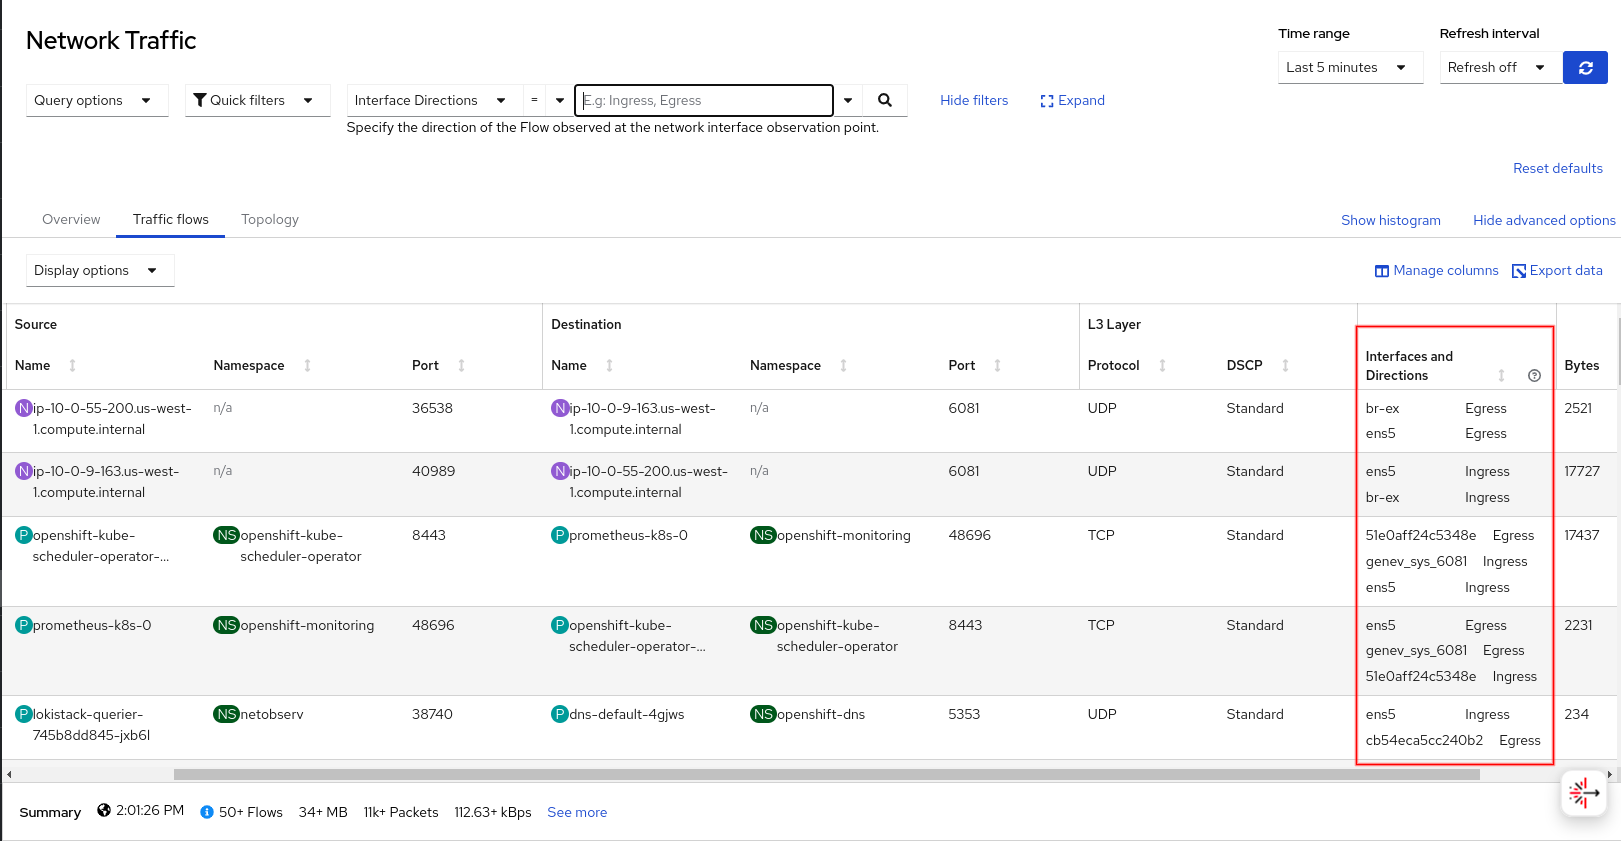 Network Traffic
Time range
Refresh interval
Last 5 minutes
Refresh off
Query options
Quick filters
Interface Directions
=
E.g: Ingress, Egress
Hide filters
Expand
Specify the direction of the Flow observed at the network interface observation point.
Reset defaults
Overview
Traffic flows
Topology
Show histogram
Hide advanced options
Display options
Manage columns
Export data
Source
Destination
L3 Layer
Name
Namespace
Port
Name
Namespace
Port
Protocol
DSCP
Interfaces and
Directions
Bytes
N ip-10-0-55-200.us-west-
1.compute.internal
n/a
36538
N ip-10-0-9-163.us-west-
1.compute.internal
n/a
6081
UDP
Standard
br-ex Egress
ens5 Egress
2521
N ip-10-0-9-163.us-west-
1.compute.internal
n/a
40989
N ip-10-0-55-200.us-west-
1.compute.internal
n/a
6081
UDP
Standard
ens5 Ingress
br-ex Ingress
17727
P openshift-kube-
scheduler-operator-...
NS openshift-kube-
scheduler-operator
8443
P prometheus-k8s-0
NS openshift-monitoring
48696
TCP
Standard
51e0aff24c5348e Egress
genev_sys_6081 Ingress
ens5 Ingress
17437
P prometheus-k8s-0
NS openshift-monitoring
48696
P openshift-kube-
scheduler-operator-...
NS openshift-kube-
scheduler-operator
8443
TCP
Standard
ens5 Egress
genev_sys_6081 Egress
51e0aff24c5348e Ingress
2231
P lokistack-querier-
745b8dd845-jxb6l
NS netobserv
38740
P dns-default-4gjws
NS openshift-dns
5353
UDP
Standard
ens5 Ingress
cb54eca5cc240b2 Egress
234
Summary
2:01:26 PM
50+ Flows
34+ MB
11k+ Packets
112.63+ kBps
See more